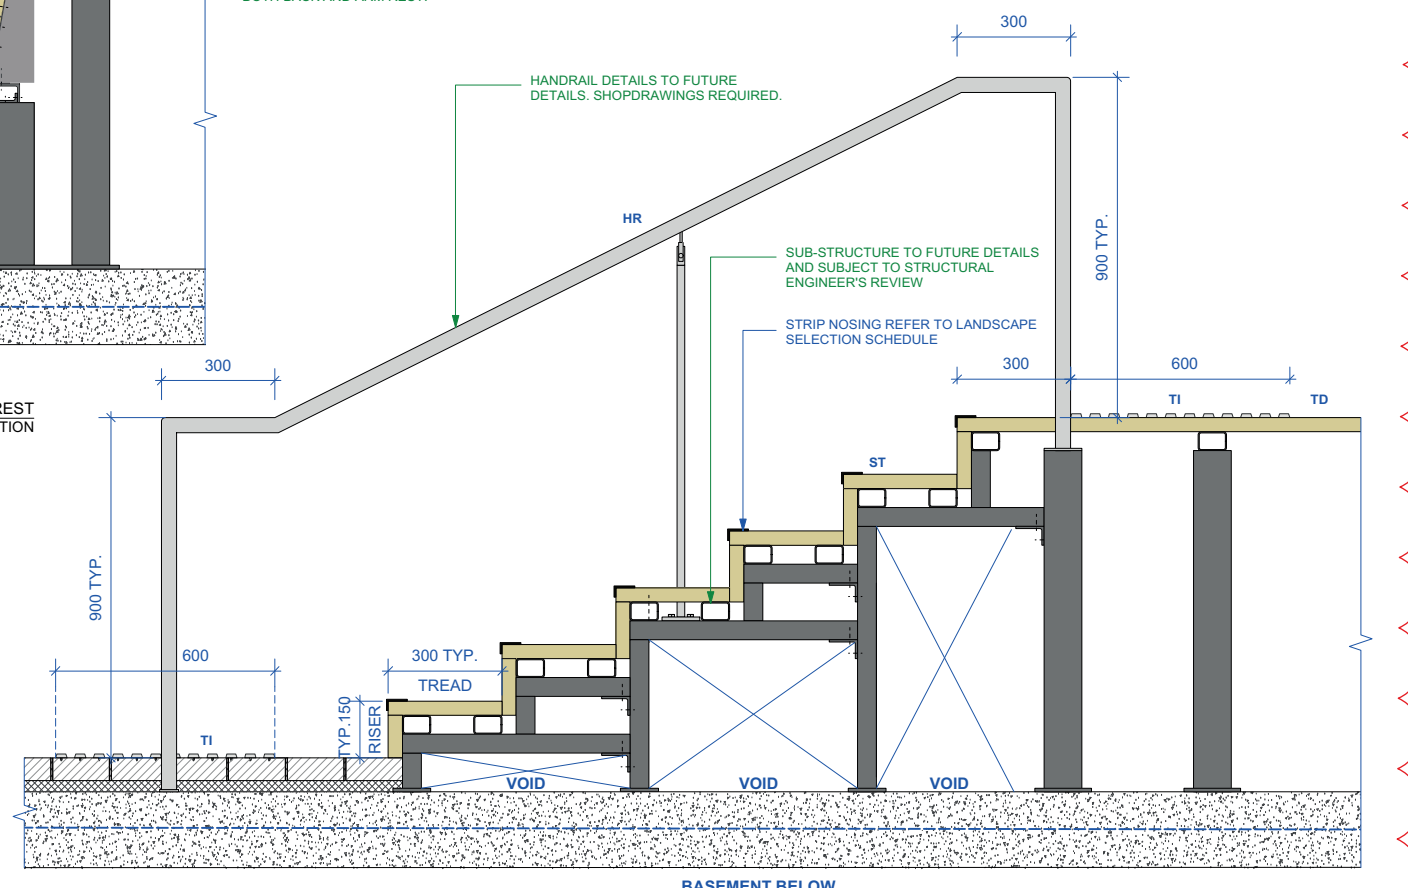 300
HANDRAIL DETAILS TO FUTURE
DETAILS. SHOPDRAWINGS REQUIRED.
HR
900 TYP.
SUB-STRUCTURE TO FUTURE DETAILS
AND SUBJECT TO STRUCTURAL
ENGINEER'S REVIEW
STRIP NOSING REFER TO LANDSCAPE
SELECTION SCHEDULE
300
300
600
TI
TD
REST
TION
ST
900 TYP.
600
300 TYP.
TREAD
TYP.150
RISER
TI
VOID
VOID
VOID
BASEMENT BELOW